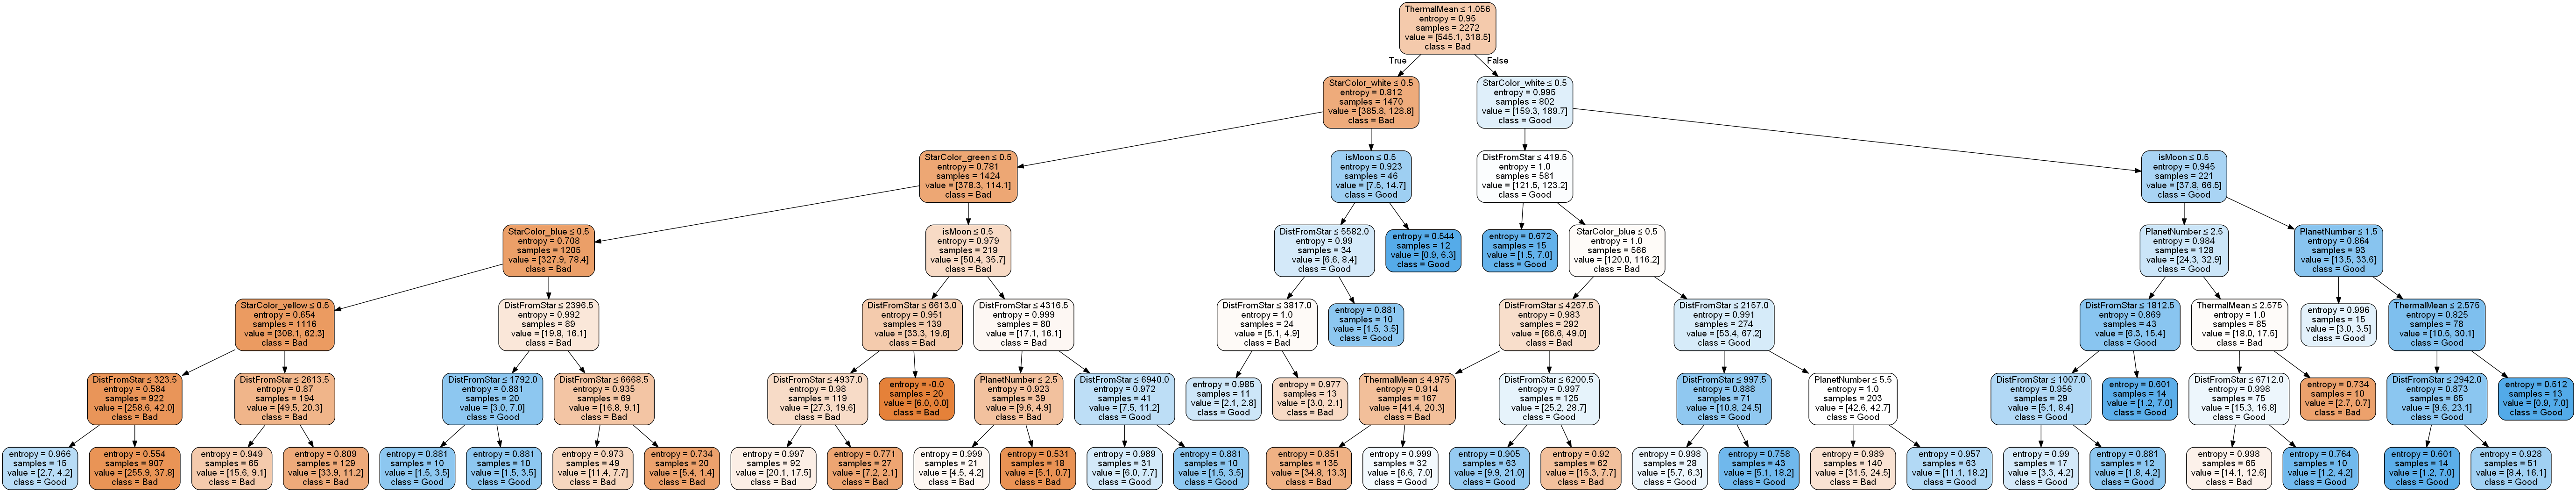 ThermalMean ≤ 1.056
entropy = 0.95
samples = 2272
value = [545.1, 318.5]
class = Bad
True
False
StarColor_white ≤ 0.5
entropy = 0.812
samples = 1470
value = [385.8, 128.8]
class = Bad
StarColor_white ≤ 0.5
entropy = 0.995
samples = 802
value = [159.3, 189.7]
class = Good
StarColor_green ≤ 0.5
entropy = 0.781
samples = 1424
value = [378.3, 114.1]
class = Bad
isMoon ≤ 0.5
entropy = 0.923
samples = 46
value = [7.5, 14.7]
class = Good
DistFromStar ≤ 419.5
entropy = 1.0
samples = 581
value = [121.5, 123.2]
class = Good
isMoon ≤ 0.5
entropy = 0.945
samples = 221
value = [37.8, 66.5]
class = Good
StarColor_blue ≤ 0.5
entropy = 0.708
samples = 1205
value = [327.9, 78.4]
class = Bad
isMoon ≤ 0.5
entropy = 0.979
samples = 219
value = [50.4, 35.7]
class = Bad
DistFromStar ≤ 5582.0
entropy = 0.99
samples = 34
value = [6.6, 8.4]
class = Good
entropy = 0.544
samples = 12
value = [0.9, 6.3]
class = Good
entropy = 0.672
samples = 15
value = [1.5, 7.0]
class = Good
StarColor_blue ≤ 0.5
entropy = 1.0
samples = 566
value = [120.0, 116.2]
class = Bad
PlanetNumber ≤ 2.5
entropy = 0.984
samples = 128
value = [24.3, 32.9]
class = Good
PlanetNumber ≤ 1.5
entropy = 0.864
samples = 93
value = [13.5, 33.6]
class = Good
StarColor_yellow ≤ 0.5
entropy = 0.654
samples = 1116
value = [308.1, 62.3]
class = Bad
DistFromStar ≤ 2396.5
entropy = 0.992
samples = 89
value = [19.8, 16.1]
class = Bad
DistFromStar ≤ 6613.0
entropy = 0.951
samples = 139
value = [33.3, 19.6]
class = Bad
DistFromStar ≤ 4316.5
entropy = 0.999
samples = 80
value = [17.1, 16.1]
class = Bad
DistFromStar ≤ 3817.0
entropy = 1.0
samples = 24
value = [5.1, 4.9]
class = Bad
entropy = 0.881
samples = 10
value = [1.5, 3.5]
class = Good
DistFromStar ≤ 4267.5
entropy = 0.983
samples = 292
value = [66.6, 49.0]
class = Bad
DistFromStar ≤ 2157.0
entropy = 0.991
samples = 274
value = [53.4, 67.2]
class = Good
DistFromStar ≤ 1812.5
entropy = 0.869
samples = 43
value = [6.3, 15.4]
class = Good
ThermalMean ≤ 2.575
entropy = 1.0
samples = 85
value = [18.0, 17.5]
class = Bad
entropy = 0.996
samples = 15
value = [3.0, 3.5]
class = Good
ThermalMean ≤ 2.575
entropy = 0.825
samples = 78
value = [10.5, 30.1]
class = Good
DistFromStar ≤ 323.5
entropy = 0.584
samples = 922
value = [258.6, 42.0]
class = Bad
DistFromStar ≤ 2613.5
entropy = 0.87
samples = 194
value = [49.5, 20.3]
class = Bad
DistFromStar ≤ 1792.0
entropy = 0.881
samples = 20
value = [3.0, 7.0]
class = Good
DistFromStar ≤ 6668.5
entropy = 0.935
samples = 69
value = [16.8, 9.1]
class = Bad
DistFromStar ≤ 4937.0
entropy = 0.98
samples = 119
value = [27.3, 19.6]
class = Bad
entropy = -0.0
samples = 20
value = [6.0, 0.0]
class = Bad
PlanetNumber ≤ 2.5
entropy = 0.923
samples = 39
value = [9.6, 4.9]
class = Bad
DistFromStar ≤ 6940.0
entropy = 0.972
samples = 41
value = [7.5, 11.2]
class = Good
entropy = 0.985
samples = 11
value = [2.1, 2.8]
class = Good
entropy = 0.977
samples = 13
value = [3.0, 2.1]
class = Bad
ThermalMean ≤ 4.975
entropy = 0.914
samples = 167
value = [41.4, 20.3]
class = Bad
DistFromStar ≤ 6200.5
entropy = 0.997
samples = 125
value = [25.2, 28.7]
class = Good
DistFromStar ≤ 997.5
entropy = 0.888
samples = 71
value = [10.8, 24.5]
class = Good
PlanetNumber ≤ 5.5
entropy = 1.0
samples = 203
value = [42.6, 42.7]
class = Good
DistFromStar ≤ 1007.0
entropy = 0.956
samples = 29
value = [5.1, 8.4]
class = Good
entropy = 0.601
samples = 14
value = [1.2, 7.0]
class = Good
DistFromStar ≤ 6712.0
entropy = 0.998
samples = 75
value = [15.3, 16.8]
class = Good
entropy = 0.734
samples = 10
value = [2.7, 0.7]
class = Bad
DistFromStar ≤ 2942.0
entropy = 0.873
samples = 65
value = [9.6, 23.1]
class = Good
entropy = 0.512
samples = 13
value = [0.9, 7.0]
class = Good
entropy = 0.966
samples = 15
value = [2.7, 4.2]
class = Good
entropy = 0.554
samples = 907
value = [255.9, 37.8]
class = Bad
entropy = 0.949
samples = 65
value = [15.6, 9.1]
class = Bad
entropy = 0.809
samples = 129
value = [33.9, 11.2]
class = Bad
entropy = 0.881
samples = 10
value = [1.5, 3.5]
class = Good
entropy = 0.881
samples = 10
value = [1.5, 3.5]
class = Good
entropy = 0.973
samples = 49
value = [11.4, 7.7]
class = Bad
entropy = 0.734
samples = 20
value = [5.4, 1.4]
class = Bad
entropy = 0.997
samples = 92
value = [20.1, 17.5]
class = Bad
entropy = 0.771
samples = 27
value = [7.2, 2.1]
class = Bad
entropy = 0.999
samples = 21
value = [4.5, 4.2]
class = Bad
entropy = 0.531
samples = 18
value = [5.1, 0.7]
class = Bad
entropy = 0.989
samples = 31
value = [6.0, 7.7]
class = Good
entropy = 0.881
samples = 10
value = [1.5, 3.5]
class = Good
entropy = 0.851
samples = 135
value = [34.8, 13.3]
class = Bad
entropy = 0.999
samples = 32
value = [6.6, 7.0]
class = Good
entropy = 0.905
samples = 63
value = [9.9, 21.0]
class = Good
entropy = 0.92
samples = 62
value = [15.3, 7.7]
class = Bad
entropy = 0.998
samples = 28
value = [5.7, 6.3]
class = Good
entropy = 0.758
samples = 43
value = [5.1, 18.2]
class = Good
entropy = 0.989
samples = 140
value = [31.5, 24.5]
class = Bad
entropy = 0.957
samples = 63
value = [11.1, 18.2]
class = Good
entropy = 0.99
samples = 17
value = [3.3, 4.2]
class = Good
entropy = 0.881
samples = 12
value = [1.8, 4.2]
class = Good
entropy = 0.998
samples = 65
value = [14.1, 12.6]
class = Bad
entropy = 0.764
samples = 10
value = [1.2, 4.2]
class = Good
entropy = 0.601
samples = 14
value = [1.2, 7.0]
class = Good
entropy = 0.928
samples = 51
value = [8.4, 16.1]
class = Good